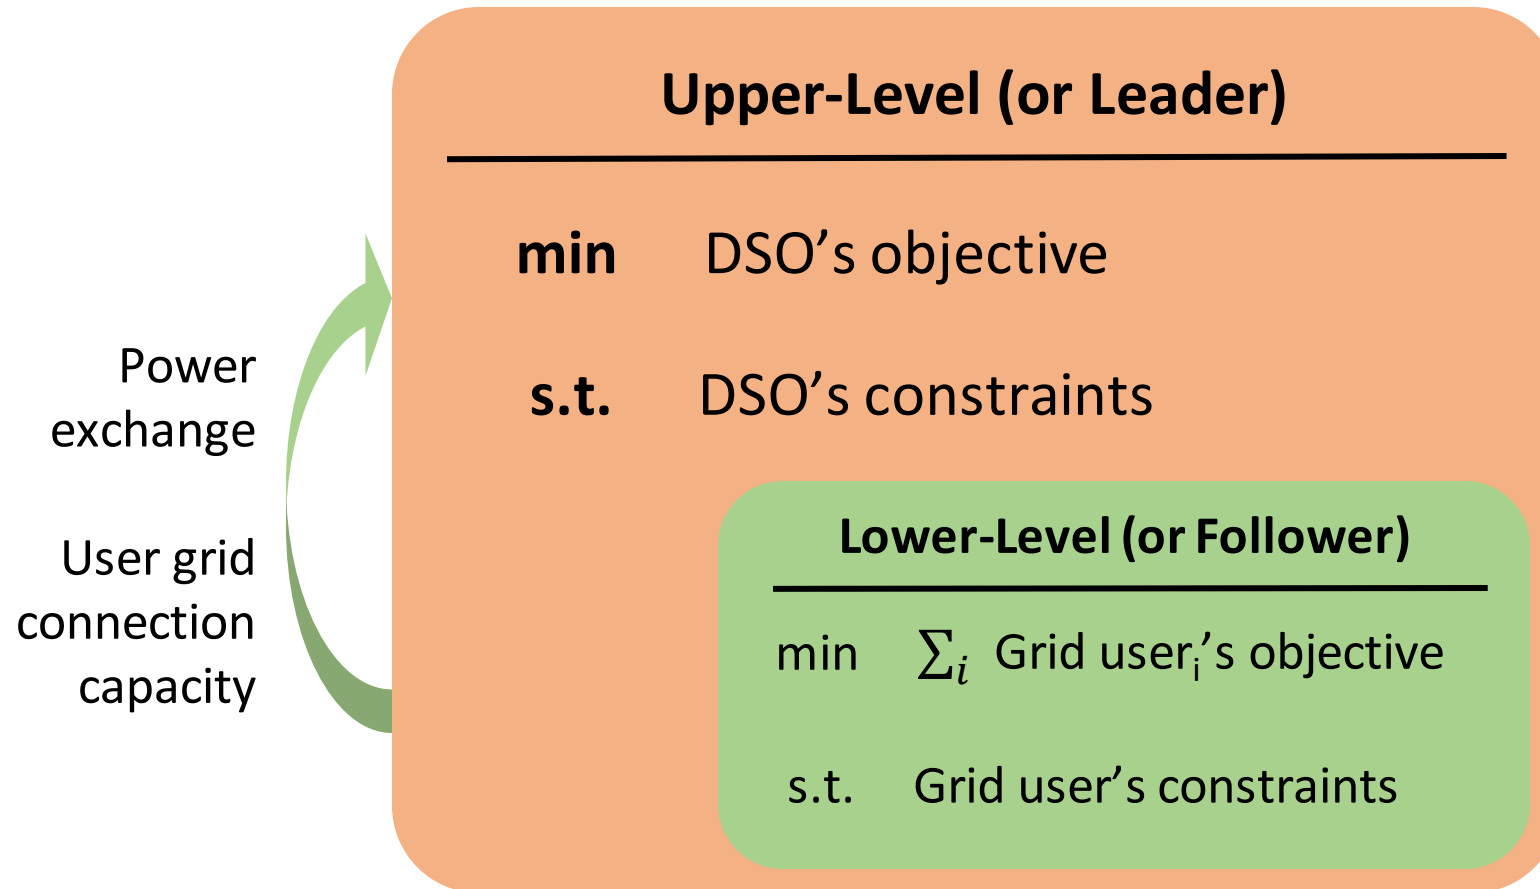 Upper-Level (or Leader)
min DSO’s objective
s.t. DSO’s constraints
Power
exchange
User grid
connection
capacity
Lower-Level (or Follower)
min ∑i Grid useri’s objective
s.t. Grid user’s constraints